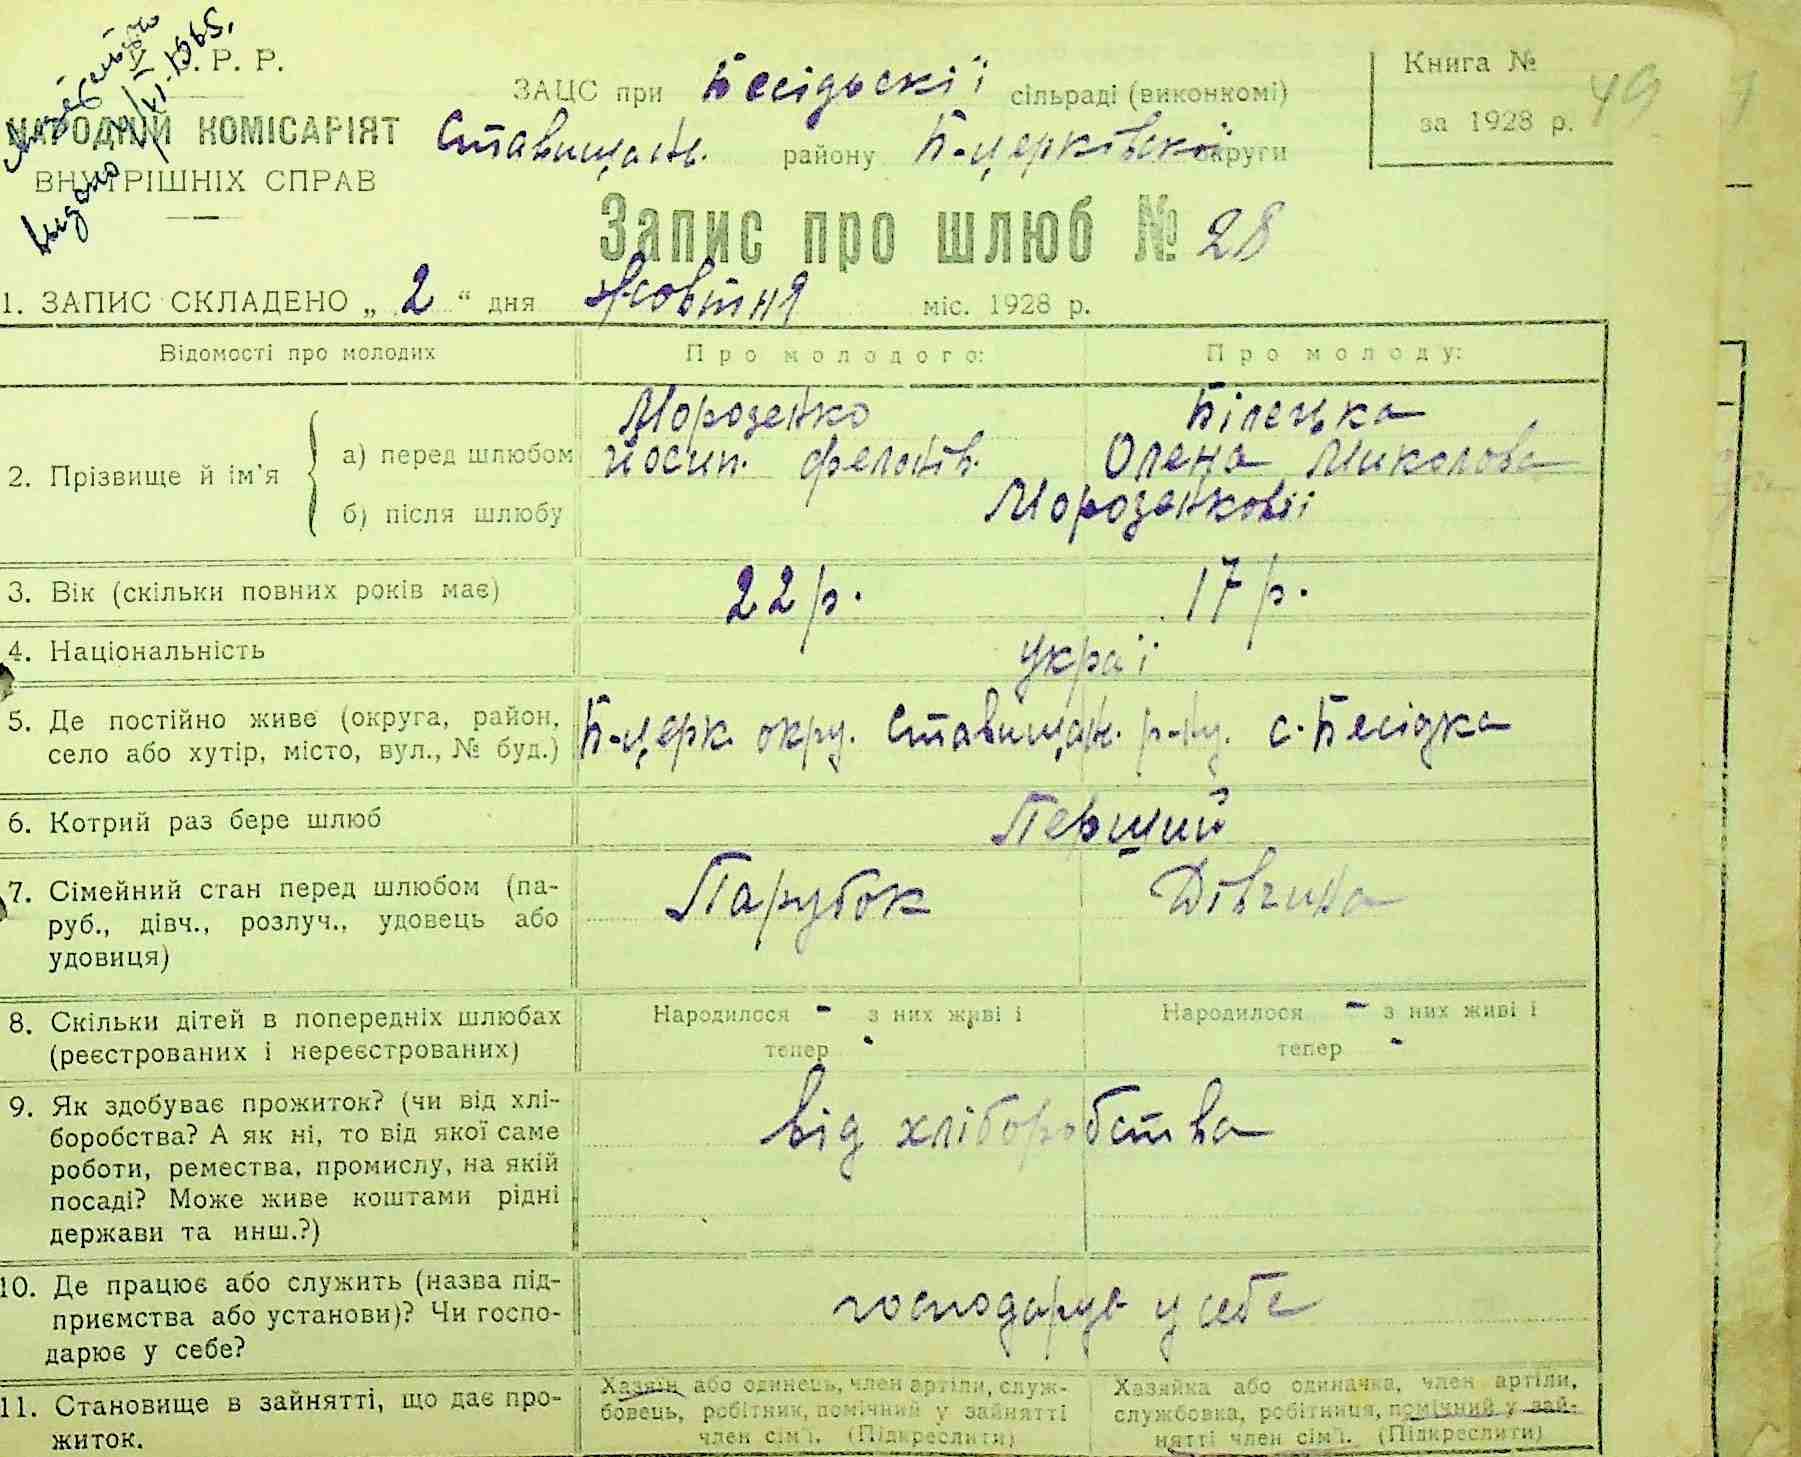 У. С. Р. Р.
НАРОДНІЙ КОМІСАРІЯТ
ВНУТРІШНІХ СПРАВ
видано 1965.
ЗАЦС при Бесідьскій сільраді (виконкомі)
Ставищан. району Б-церківської округи
Книга № 49
за 1928 р.
Запис про шлюб № 28
1. ЗАПИС СКЛАДЕНО „ 2 “ дня жовтня міс. 1928 р.
Відомості про молодих Про молодого: Про молоду:
2. Прізвище й ім'я
а) перед шлюбом
Морозенко Білецька
Йосип. Олена Миколова
б) після шлюбу Морозенкові
3. Вік (скільки повних років має) 22 р. 17 р.
4. Національність украї
5. Де постійно живе (округа, район,
село або хутір, місто, вул., № буд.)
Б-церк. окру. Ставищан. р-ну. с. Бесідка
6. Котрий раз бере шлюб Перший
7. Сімейний стан перед шлюбом (па-
руб., дівч., розлуч., удовець або
удовиця)
Парубок Дівчина
8. Скільки дітей в попередніх шлюбах
(реєстрованих і нереєстрованих)
Народилося - з них живі і
тепер -
Народилося - з них живі і
тепер -
9. Як здобуває прожиток? (чи від хлі-
боробства? А як ні, то від якої саме
роботи, ремества, промислу, на якій
посаді? Може живе коштами рідні
держави та инш.?)
від хліборобства
10. Де працює або служить (назва під-
приємства або установи)? Чи госпо-
дарює у себе?
господарує у себе
11. Становище в зайнятті, що дає про-
житок.
Хазяїн або одинець, член артіли, служ-
бовець, робітник, помічний у зайнятті
член сім'ї. (Підкреслити)
Хазяйка або одиначка, член артіли,
службовка, робітниця, помічний у зай-
нятті член сім'ї. (Підкреслити)